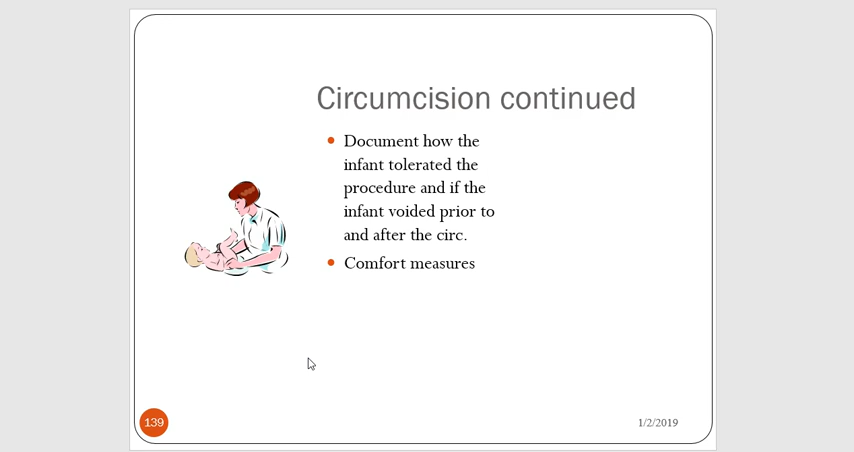 Circumcision continued
Document how the
infant tolerated the
procedure and if the
infant voided prior to
and after the circ.
Comfort measures
139
1/2/2019